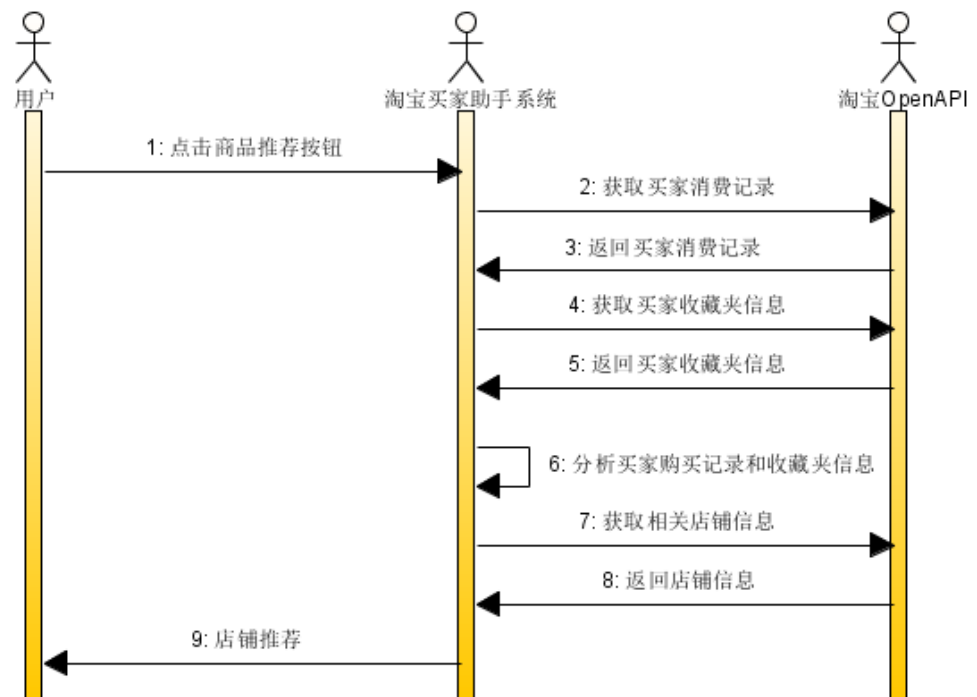 用户
淘宝买家助手系统
淘宝OpenAPI
1: 点击商品推荐按钮
2: 获取买家消费记录
3: 返回买家消费记录
4: 获取买家收藏夹信息
5: 返回买家收藏夹信息
6: 分析买家购买记录和收藏夹信息
7: 获取相关店铺信息
8: 返回店铺信息
9: 店铺推荐